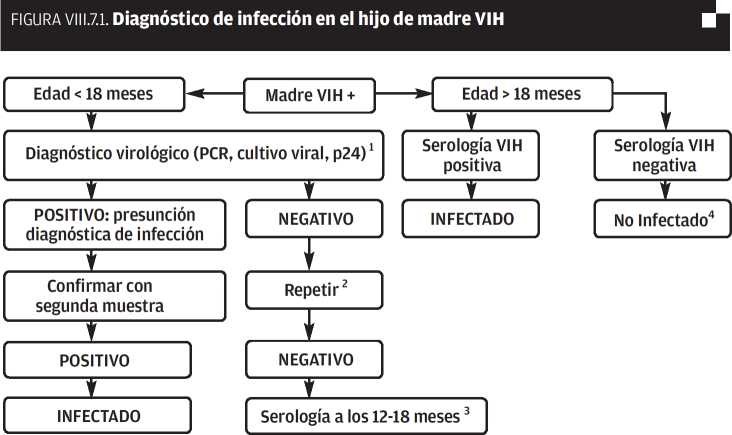 FIGURA VIII.7.1. Diagnóstico de infección en el hijo de madre VIH
Edad < 18 meses
Madre VIH +
Edad > 18 meses
Diagnóstico virológico (PCR, cultivo viral, p24) 1
Serología VIH
positiva
Serología VIH
negativa
POSITIVO: presunción
diagnóstica de infección
NEGATIVO
INFECTADO
No Infectado4
Confirmar con
segunda muestra
Repetir 2
POSITIVO
NEGATIVO
INFECTADO
Serología a los 12-18 meses 3